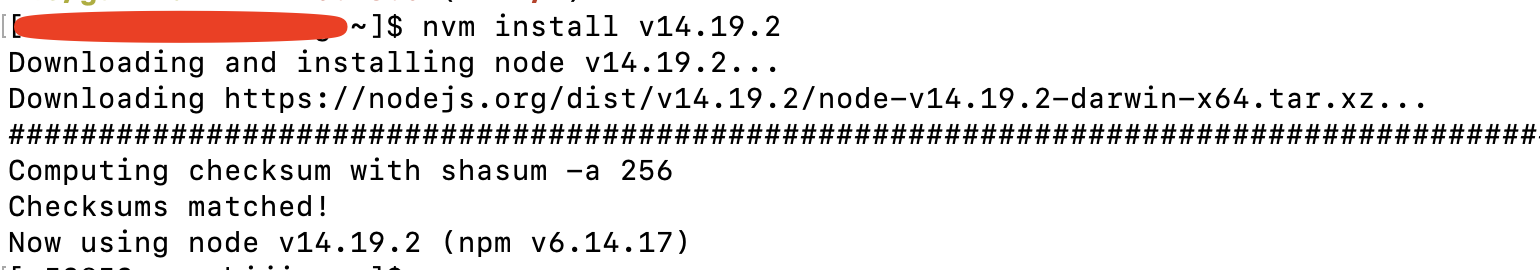 ~]$ nvm install v14.19.2
Downloading and installing node v14.19.2...
Downloading https://nodejs.org/dist/v14.19.2/node-v14.19.2-darwin-x64.tar.xz...
#####################################################################################
Computing checksum with shasum -a 256
Checksums matched!
Now using node v14.19.2 (npm v6.14.17)